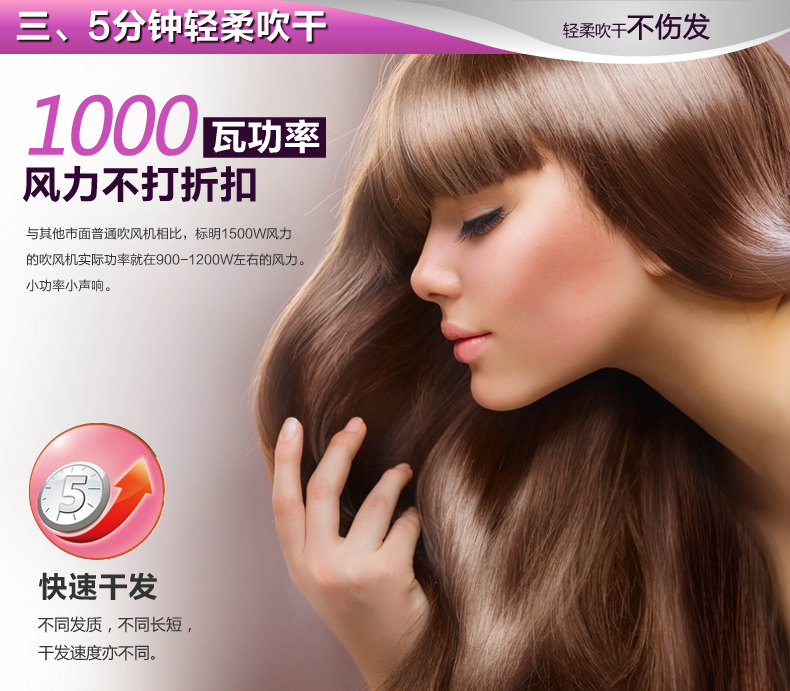 三、5分钟轻柔吹干
轻柔吹干不伤发
1000瓦功率
风力不打折扣
与其他市面普通吹风机相比，标明1500W风力
的吹风机实际功率就在900-1200W左右的风力。
小功率小声响。
5
快速干发
不同发质，不同长短，
干发速度亦不同。